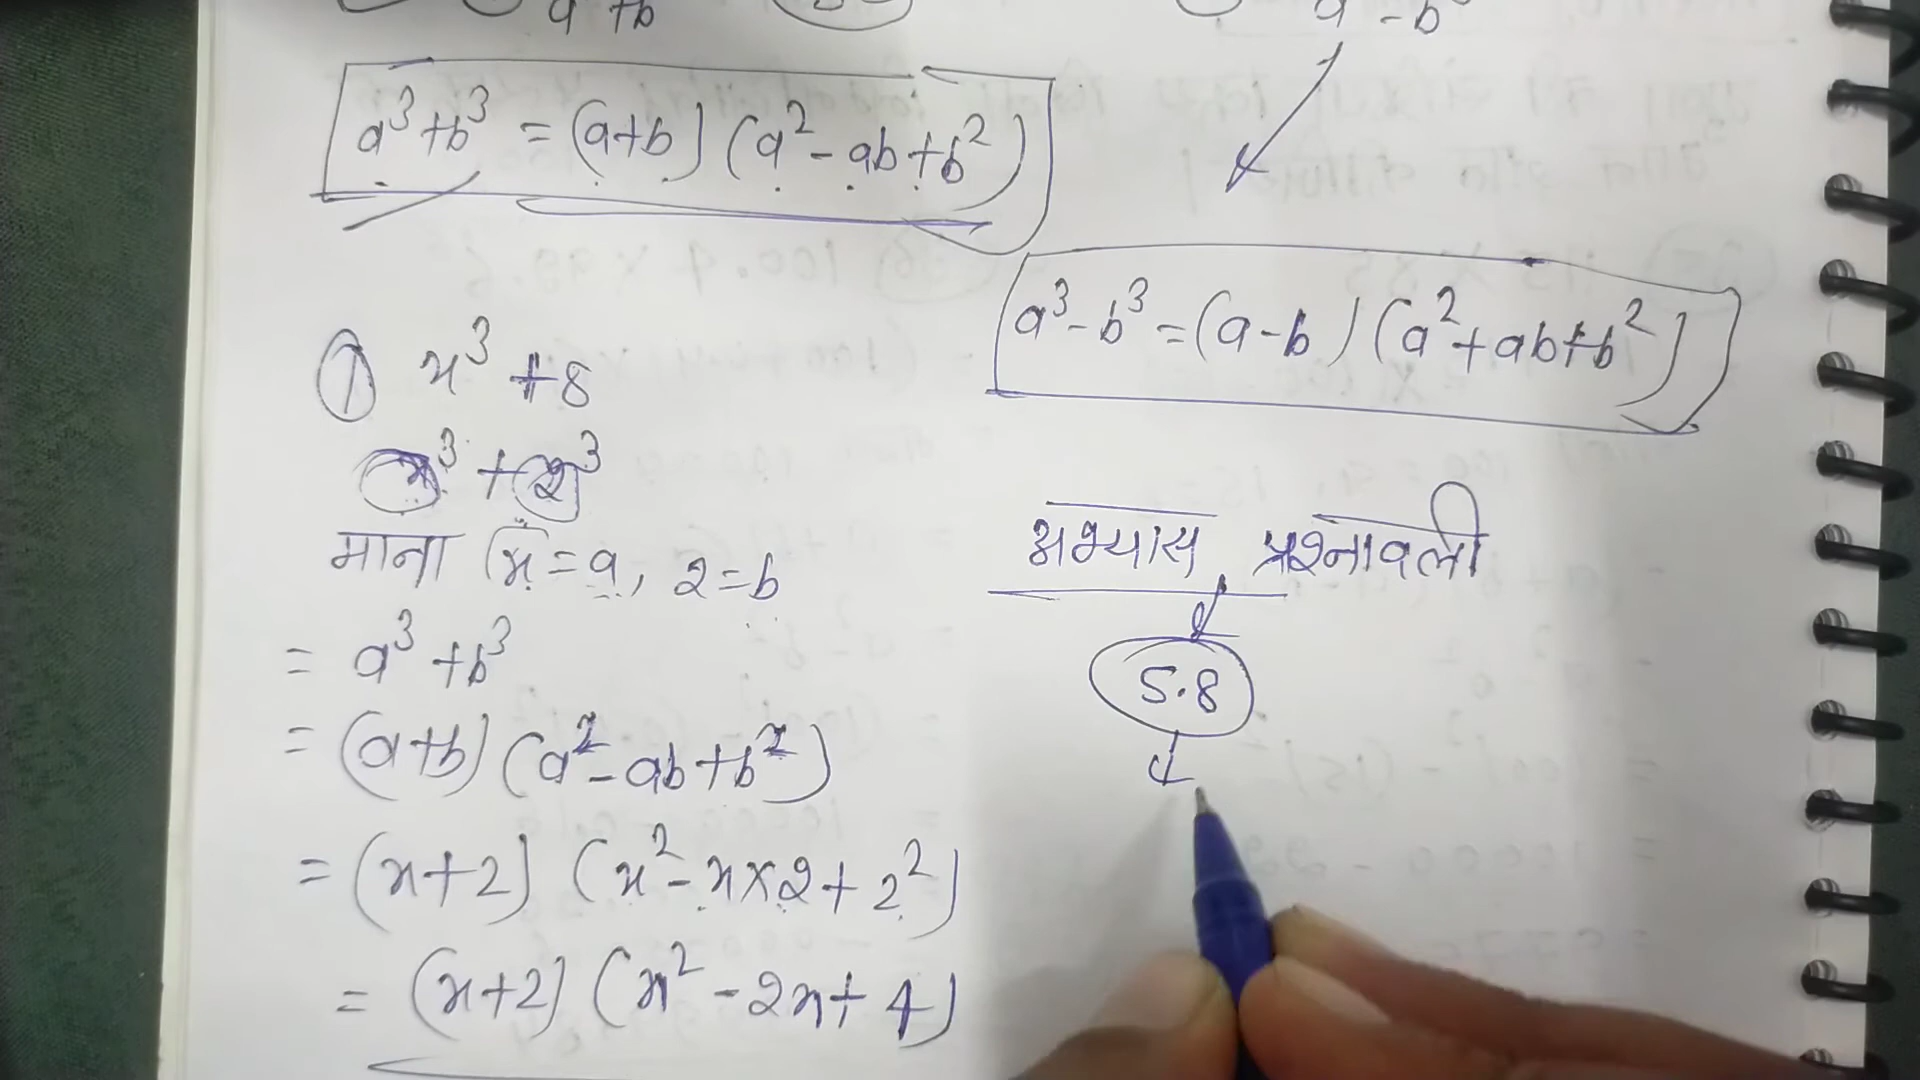 a³+b³ = (a+b) (a²-ab+b²)
a³-b³ = (a-b) (a²+ab+b²)
① x³+8
x³+2³
माना x=a, 2=b
= a³+b³
= (a+b) (a²-ab+b²)
= (x+2) (x²-x×2+2²)
= (x+2) (x²-2x+4)
अभ्यास प्रश्नावली
5.8